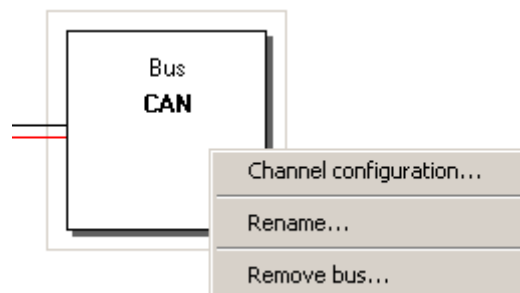 Bus
CAN
Channel configuration...
Rename...
Remove bus...